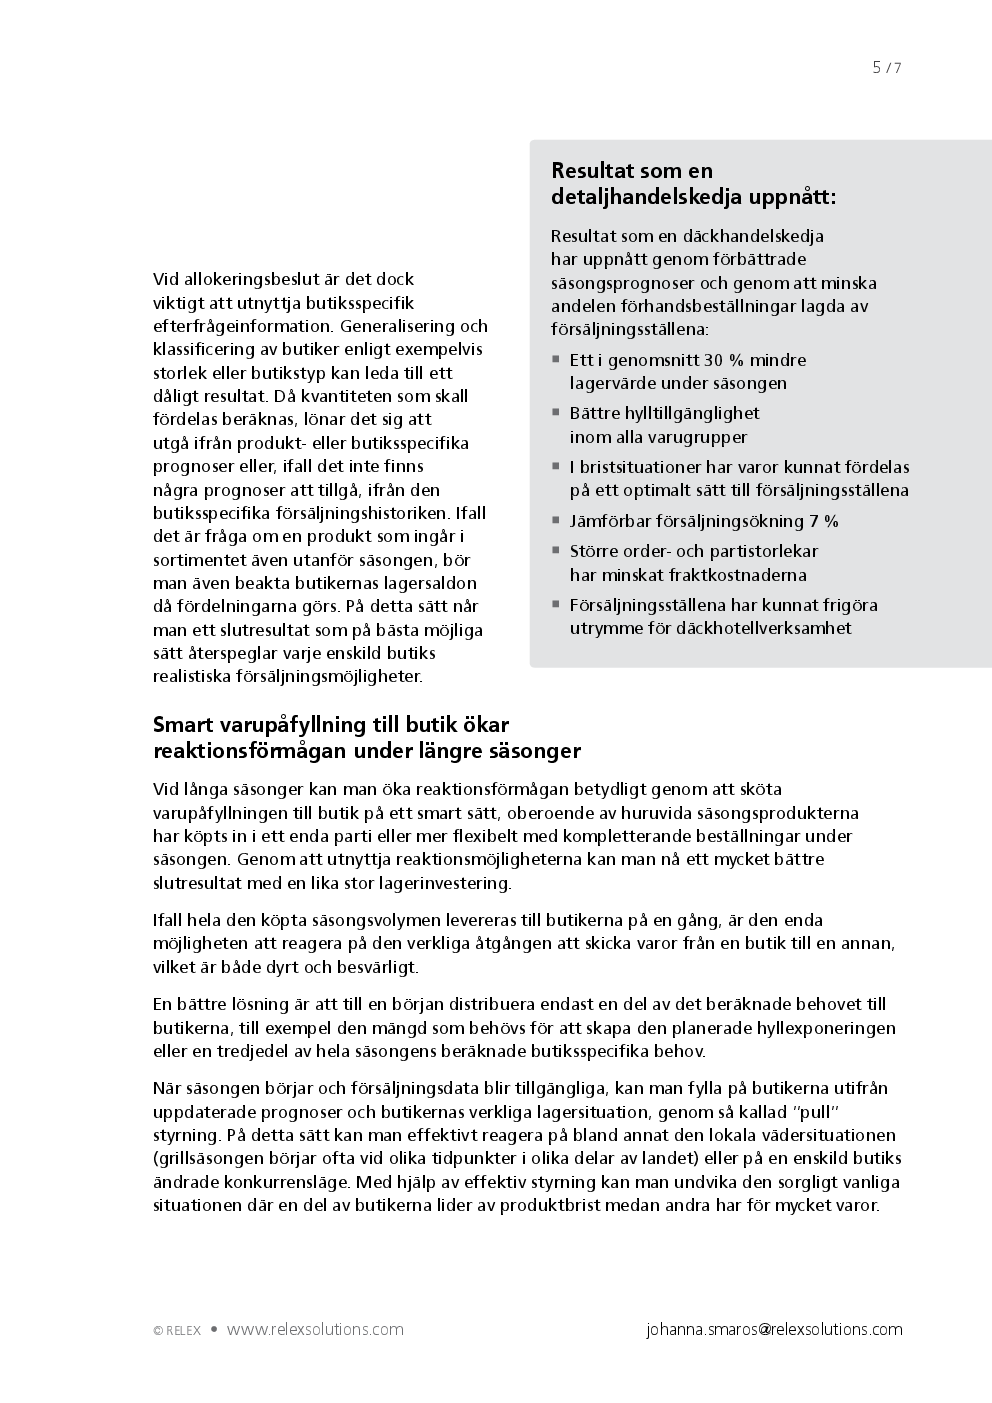 5 / 7
Resultat som en
detaljhandelskedja uppnått:
Resultat som en däckhandelskedja
har uppnått genom förbättrade
säsongsprognoser och genom att minska
andelen förhandsbeställningar lagda av
försäljningsställena:
▪ Ett i genomsnitt 30 % mindre
lagervärde under säsongen
▪ Bättre hylltillgänglighet
inom alla varugrupper
▪ I bristsituationer har varor kunnat fördelas
på ett optimalt sätt till försäljningsställena
▪ Jämförbar försäljningsökning 7 %
▪ Större order- och partistorlekar
har minskat fraktkostnaderna
▪ Försäljningsställena har kunnat frigöra
utrymme för däckhotellverksamhet
Vid allokeringsbeslut är det dock
viktigt att utnyttja butiksspecifik
efterfrågeinformation. Generalisering och
klassificering av butiker enligt exempelvis
storlek eller butikstyp kan leda till ett
dåligt resultat. Då kvantiteten som skall
fördelas beräknas, lönar det sig att
utgå ifrån produkt- eller butiksspecifika
prognoser eller, ifall det inte finns
några prognoser att tillgå, ifrån den
butiksspecifika försäljningshistoriken. Ifall
det är fråga om en produkt som ingår i
sortimentet även utanför säsongen, bör
man även beakta butikernas lagersaldon
då fördelningarna görs. På detta sätt når
man ett slutresultat som på bästa möjliga
sätt återspeglar varje enskild butiks
realistiska försäljningsmöjligheter.
Smart varupåfyllning till butik ökar
reaktionsförmågan under längre säsonger
Vid långa säsonger kan man öka reaktionsförmågan betydligt genom att sköta
varupåfyllningen till butik på ett smart sätt, oberoende av huruvida säsongsprodukterna
har köpts in i ett enda parti eller mer flexibelt med kompletterande beställningar under
säsongen. Genom att utnyttja reaktionsmöjligheterna kan man nå ett mycket bättre
slutresultat med en lika stor lagerinvestering.
Ifall hela den köpta säsongsvolymen levereras till butikerna på en gång, är den enda
möjligheten att reagera på den verkliga åtgången att skicka varor från en butik till en annan,
vilket är både dyrt och besvärligt.
En bättre lösning är att till en början distribuera endast en del av det beräknade behovet till
butikerna, till exempel den mängd som behövs för att skapa den planerade hyllexponeringen
eller en tredjedel av hela säsongens beräknade butiksspecifika behov.
När säsongen börjar och försäljningsdata blir tillgängliga, kan man fylla på butikerna utifrån
uppdaterade prognoser och butikernas verkliga lagersituation, genom så kallad ”pull”
styrning. På detta sätt kan man effektivt reagera på bland annat den lokala vädersituationen
(grillsäsongen börjar ofta vid olika tidpunkter i olika delar av landet) eller på en enskild butiks
ändrade konkurrensläge. Med hjälp av effektiv styrning kan man undvika den sorgligt vanliga
situationen där en del av butikerna lider av produktbrist medan andra har för mycket varor.
© RELEX • www.relexsolutions.com
johanna.smaros@relexsolutions.com